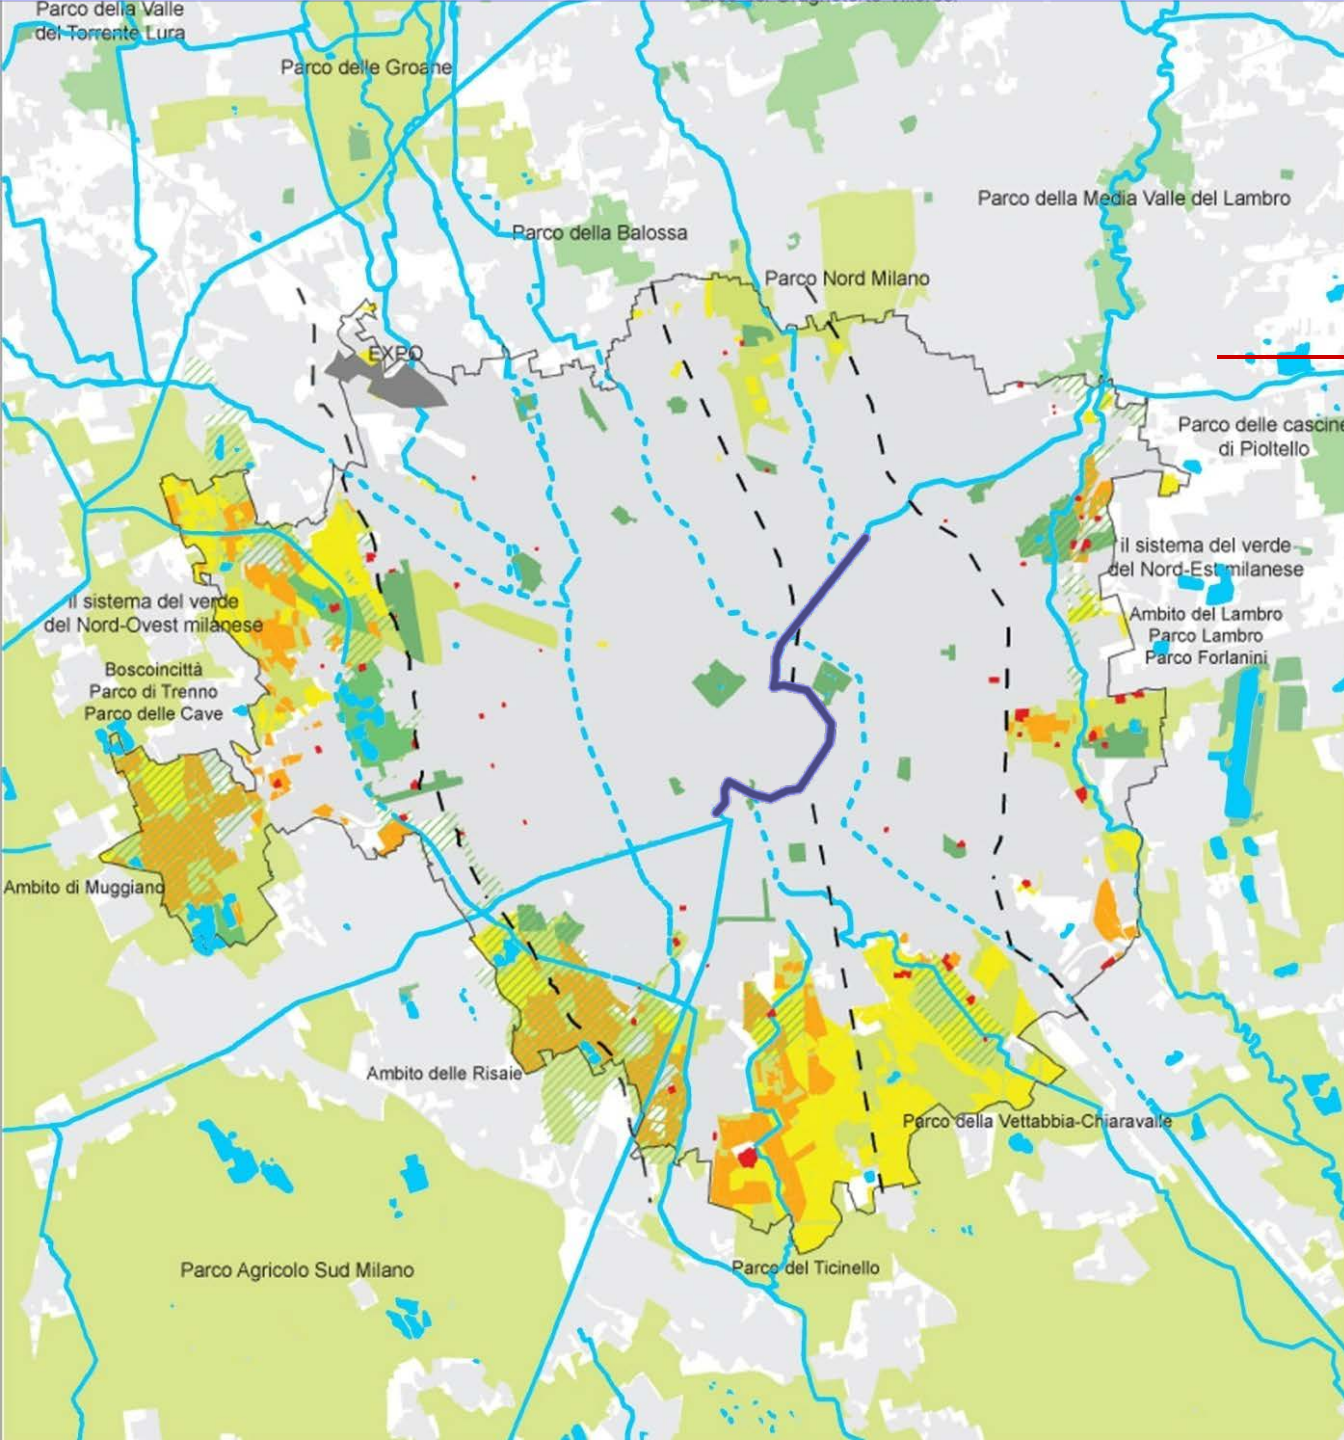 Parco della Valle
del Torrente Lura
Parco delle Groane
Parco della Media Valle del Lambro
Parco della Balossa
Parco Nord Milano
EXPO
Parco delle cascine
di Pioltello
il sistema del verde
del Nord-Est milanese
il sistema del verde
del Nord-Ovest milanese
Ambito del Lambro
Parco Lambro
Parco Forlanini
Boscoincittà
Parco di Trenno
Parco delle Cave
Ambito di Muggiano
Ambito delle Risaie
Parco della Vettabbia-Chiaravalle
Parco Agricolo Sud Milano
Parco del Ticinello